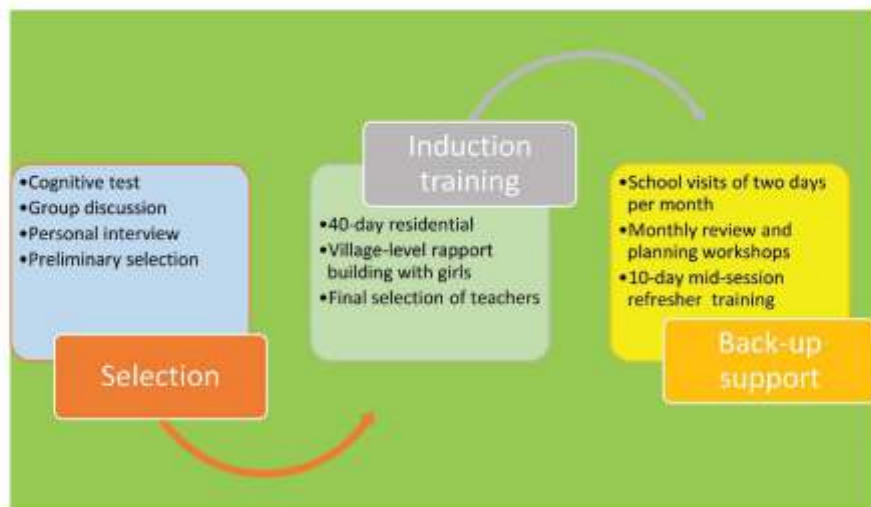 •Cognitive test
•Group discussion
•Personal interview
•Preliminary selection
Selection
Induction
training
•40-day residential
•Village-level rapport
building with girls
•Final selection of teachers
•School visits of two days
per month
•Monthly review and
planning workshops
•10-day mid-session
refresher training
Back-up
support